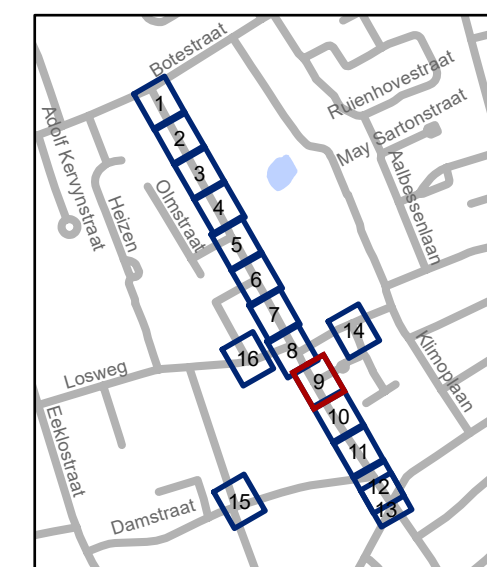 Botestraat
Ruienhovestraat
May Sartonstraat
Adolf Kervynstraat
Aalbessenlaan
Olmstraat
Heizen
1
2
3
4
5
6
7
8
14
16
9
Klimoplaan
Losweg
10
Eeklostraat
11
12
15
13
Damstraat